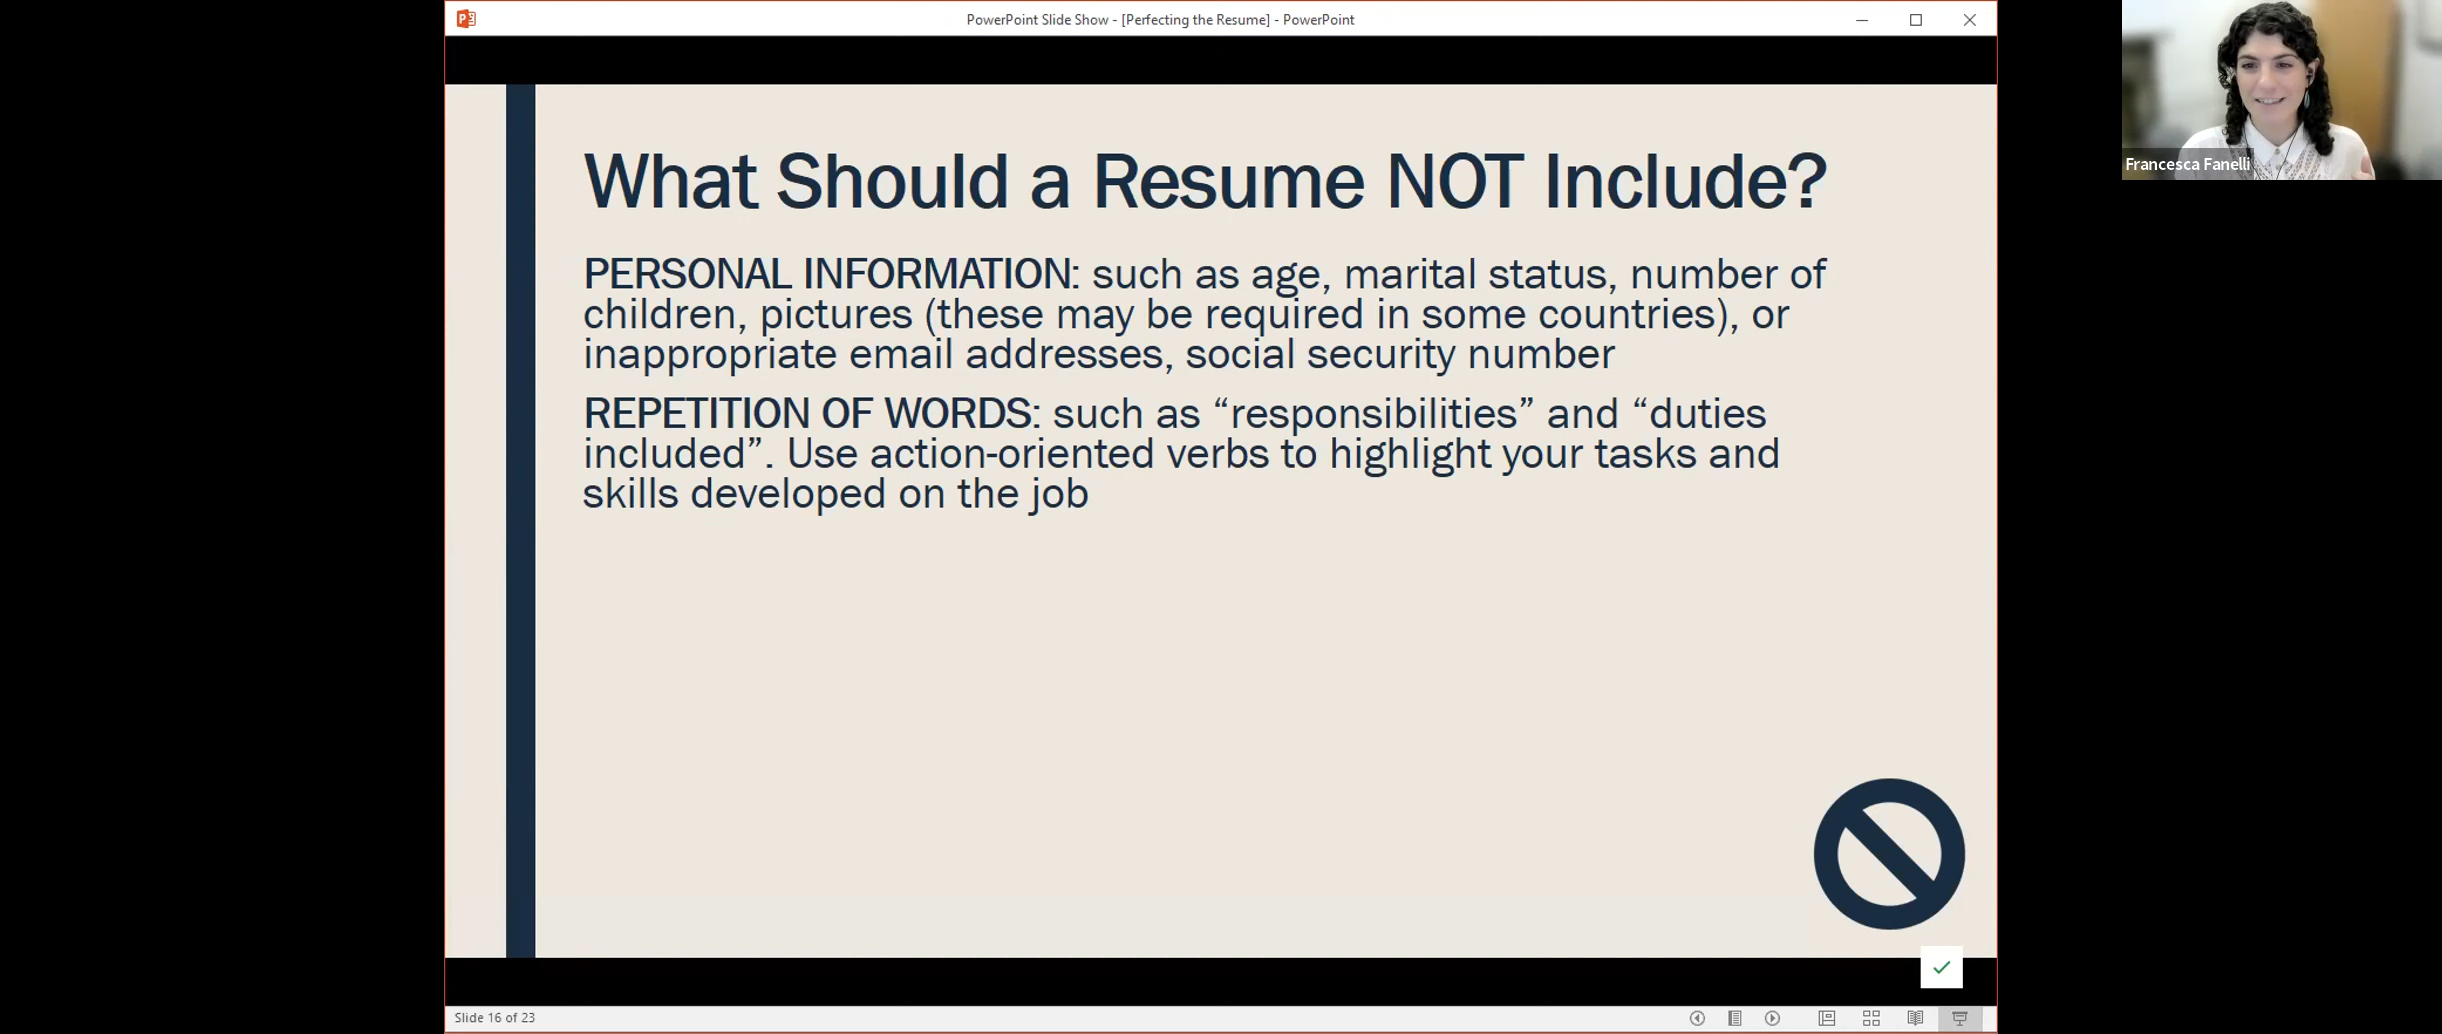 PowerPoint Slide Show - [Perfecting the Resume] - PowerPoint
Francesca Fanelli
What Should a Resume NOT Include?
PERSONAL INFORMATION: such as age, marital status, number of
children, pictures (these may be required in some countries), or
inappropriate email addresses, social security number
REPETITION OF WORDS: such as “responsibilities” and “duties
included”. Use action-oriented verbs to highlight your tasks and
skills developed on the job
Slide 16 of 23